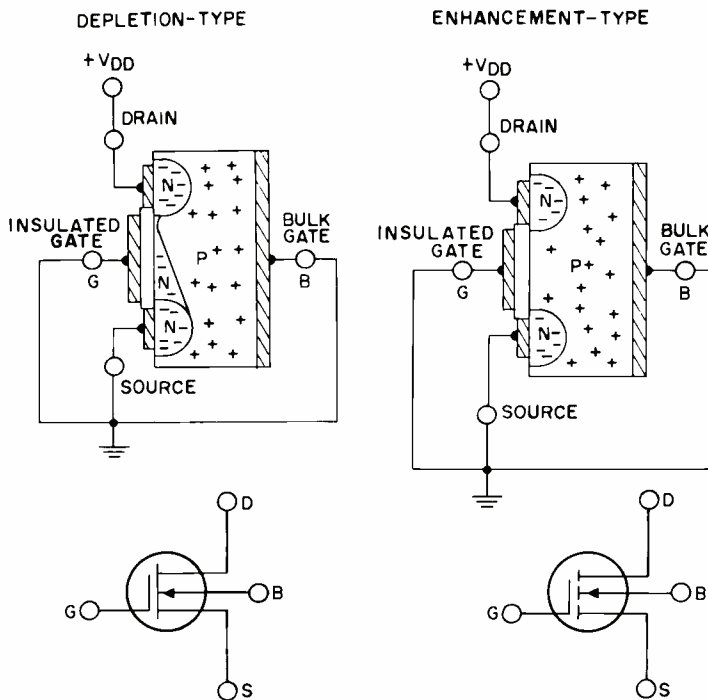 DEPLETION-TYPE
+VDD
DRAIN
N-
INSULATED
GATE
G
P
BULK
GATE
B
N
N-
SOURCE
ENHANCEMENT-TYPE
+VDD
DRAIN
N-
INSULATED
GATE
G
P
BULK
GATE
B
N-
SOURCE
D
G
B
S
D
G
B
S